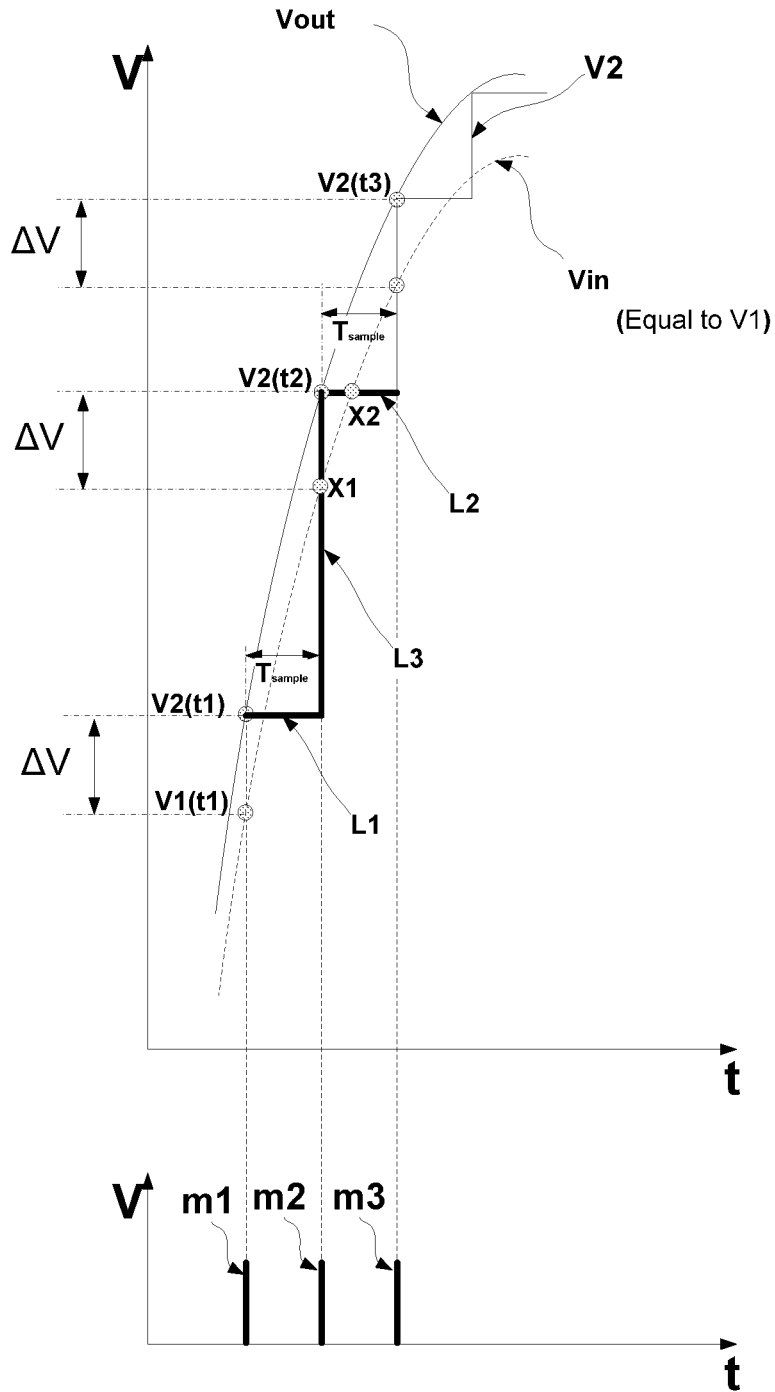 Vout
V
V2
V2(t3)
ΔV
Vin
(Equal to V1)
Tsample
V2(t2)
X2
ΔV
X1
L2
L3
Tsample
V2(t1)
ΔV
V1(t1)
L1
t
V
m1
m2
m3
t